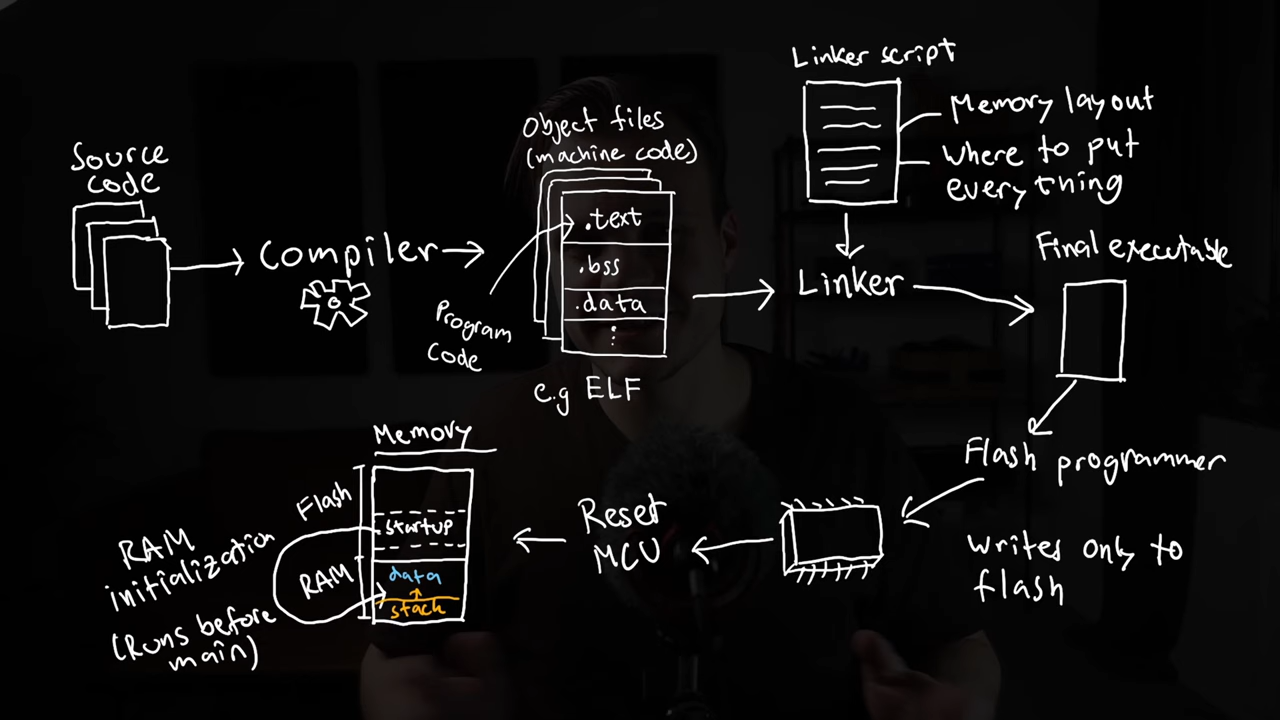 Source
code
Compiler
Object files
(machine code)
.text
.bss
.data
Program
Code
e.g ELF
Linker script
Memory layout
Where to put
everything
Linker
Final executable
Flash programmer
Writes only to
flash
Reset
MCU
Memory
Flash
startup
RAM
data
stack
RAM
initialization
(Runs before
main)